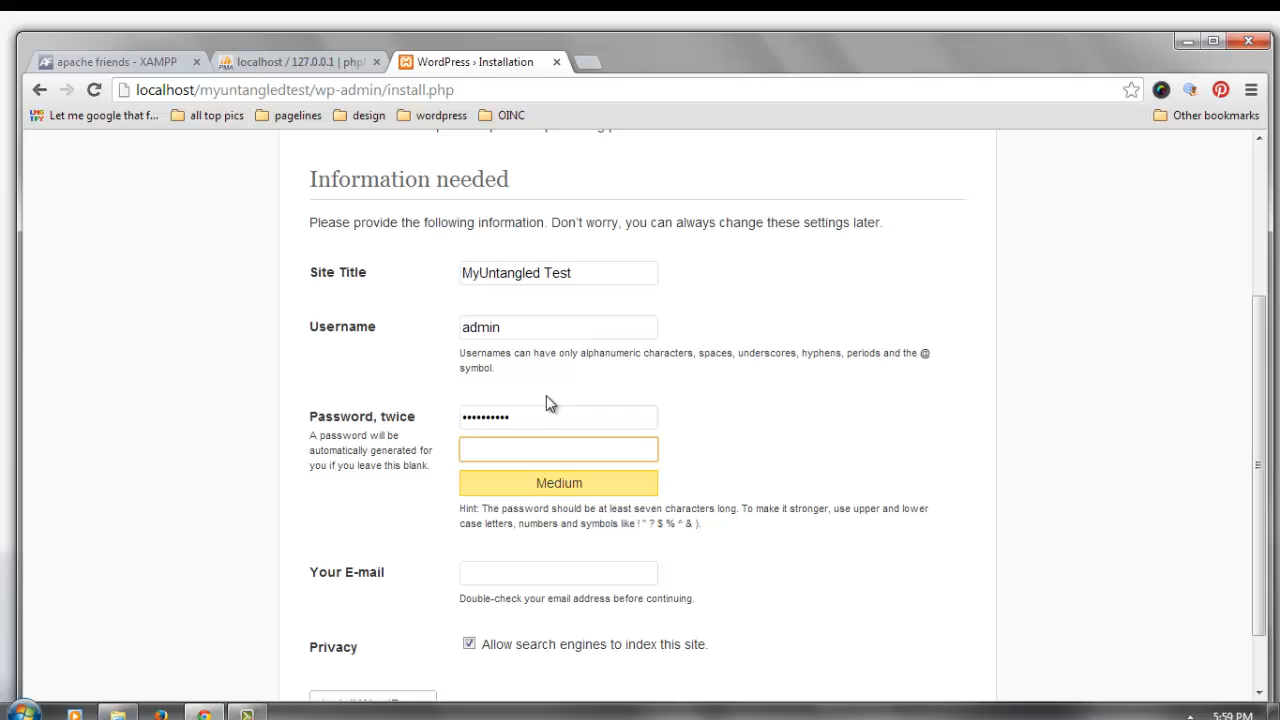 apache friends - XAMPP
localhost / 127.0.0.1 | php
WordPress › Installation
localhost/myuntangledtest/wp-admin/install.php
Let me google that f...
all top pics
pagelines
design
wordpress
OINC
Other bookmarks
Information needed
Please provide the following information. Don't worry, you can always change these settings later.
Site Title
MyUntangled Test
Username
admin
Usernames can have only alphanumeric characters, spaces, underscores, hyphens, periods and the @
symbol.
Password, twice
••••••••••
A password will be
automatically generated for
you if you leave this blank.
Medium
Hint: The password should be at least seven characters long. To make it stronger, use upper and lower
case letters, numbers and symbols like ! " ? $ % ^ & ).
Your E-mail
Double-check your email address before continuing.
Privacy
Allow search engines to index this site.
5:59 PM